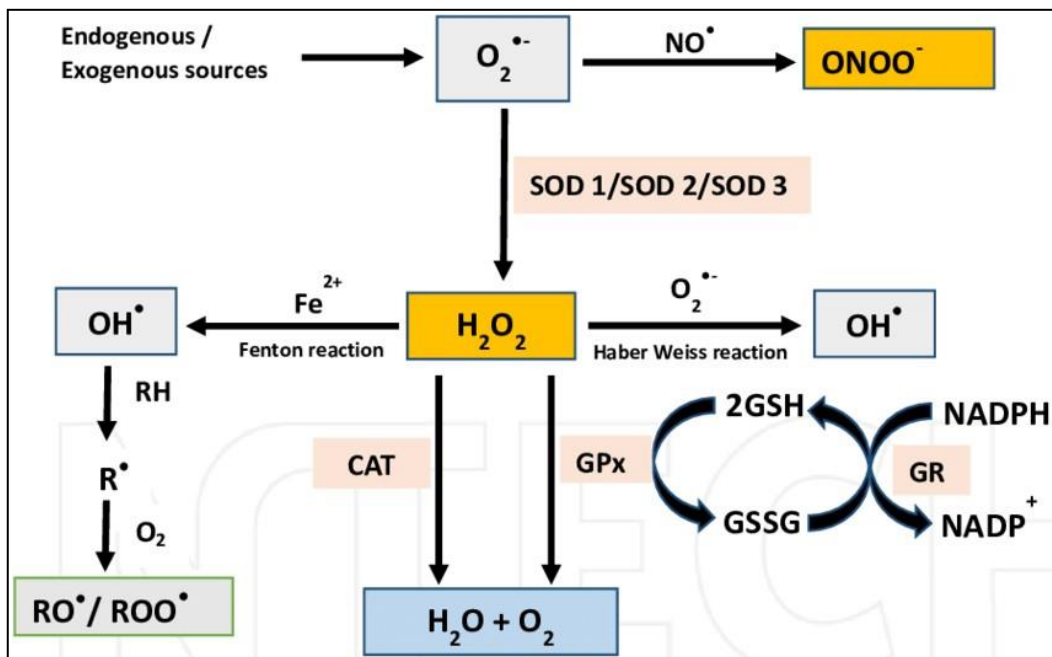 Endogenous /
Exogenous sources
O₂•⁻
NO•
ONOO⁻
SOD 1/SOD 2/SOD 3
OH•
Fe²⁺
Fenton reaction
H₂O₂
O₂•⁻
Haber Weiss reaction
OH•
RH
R•
O₂
RO•/ ROO•
CAT
GPx
2GSH
GSSG
NADPH
GR
NADP⁺
H₂O + O₂